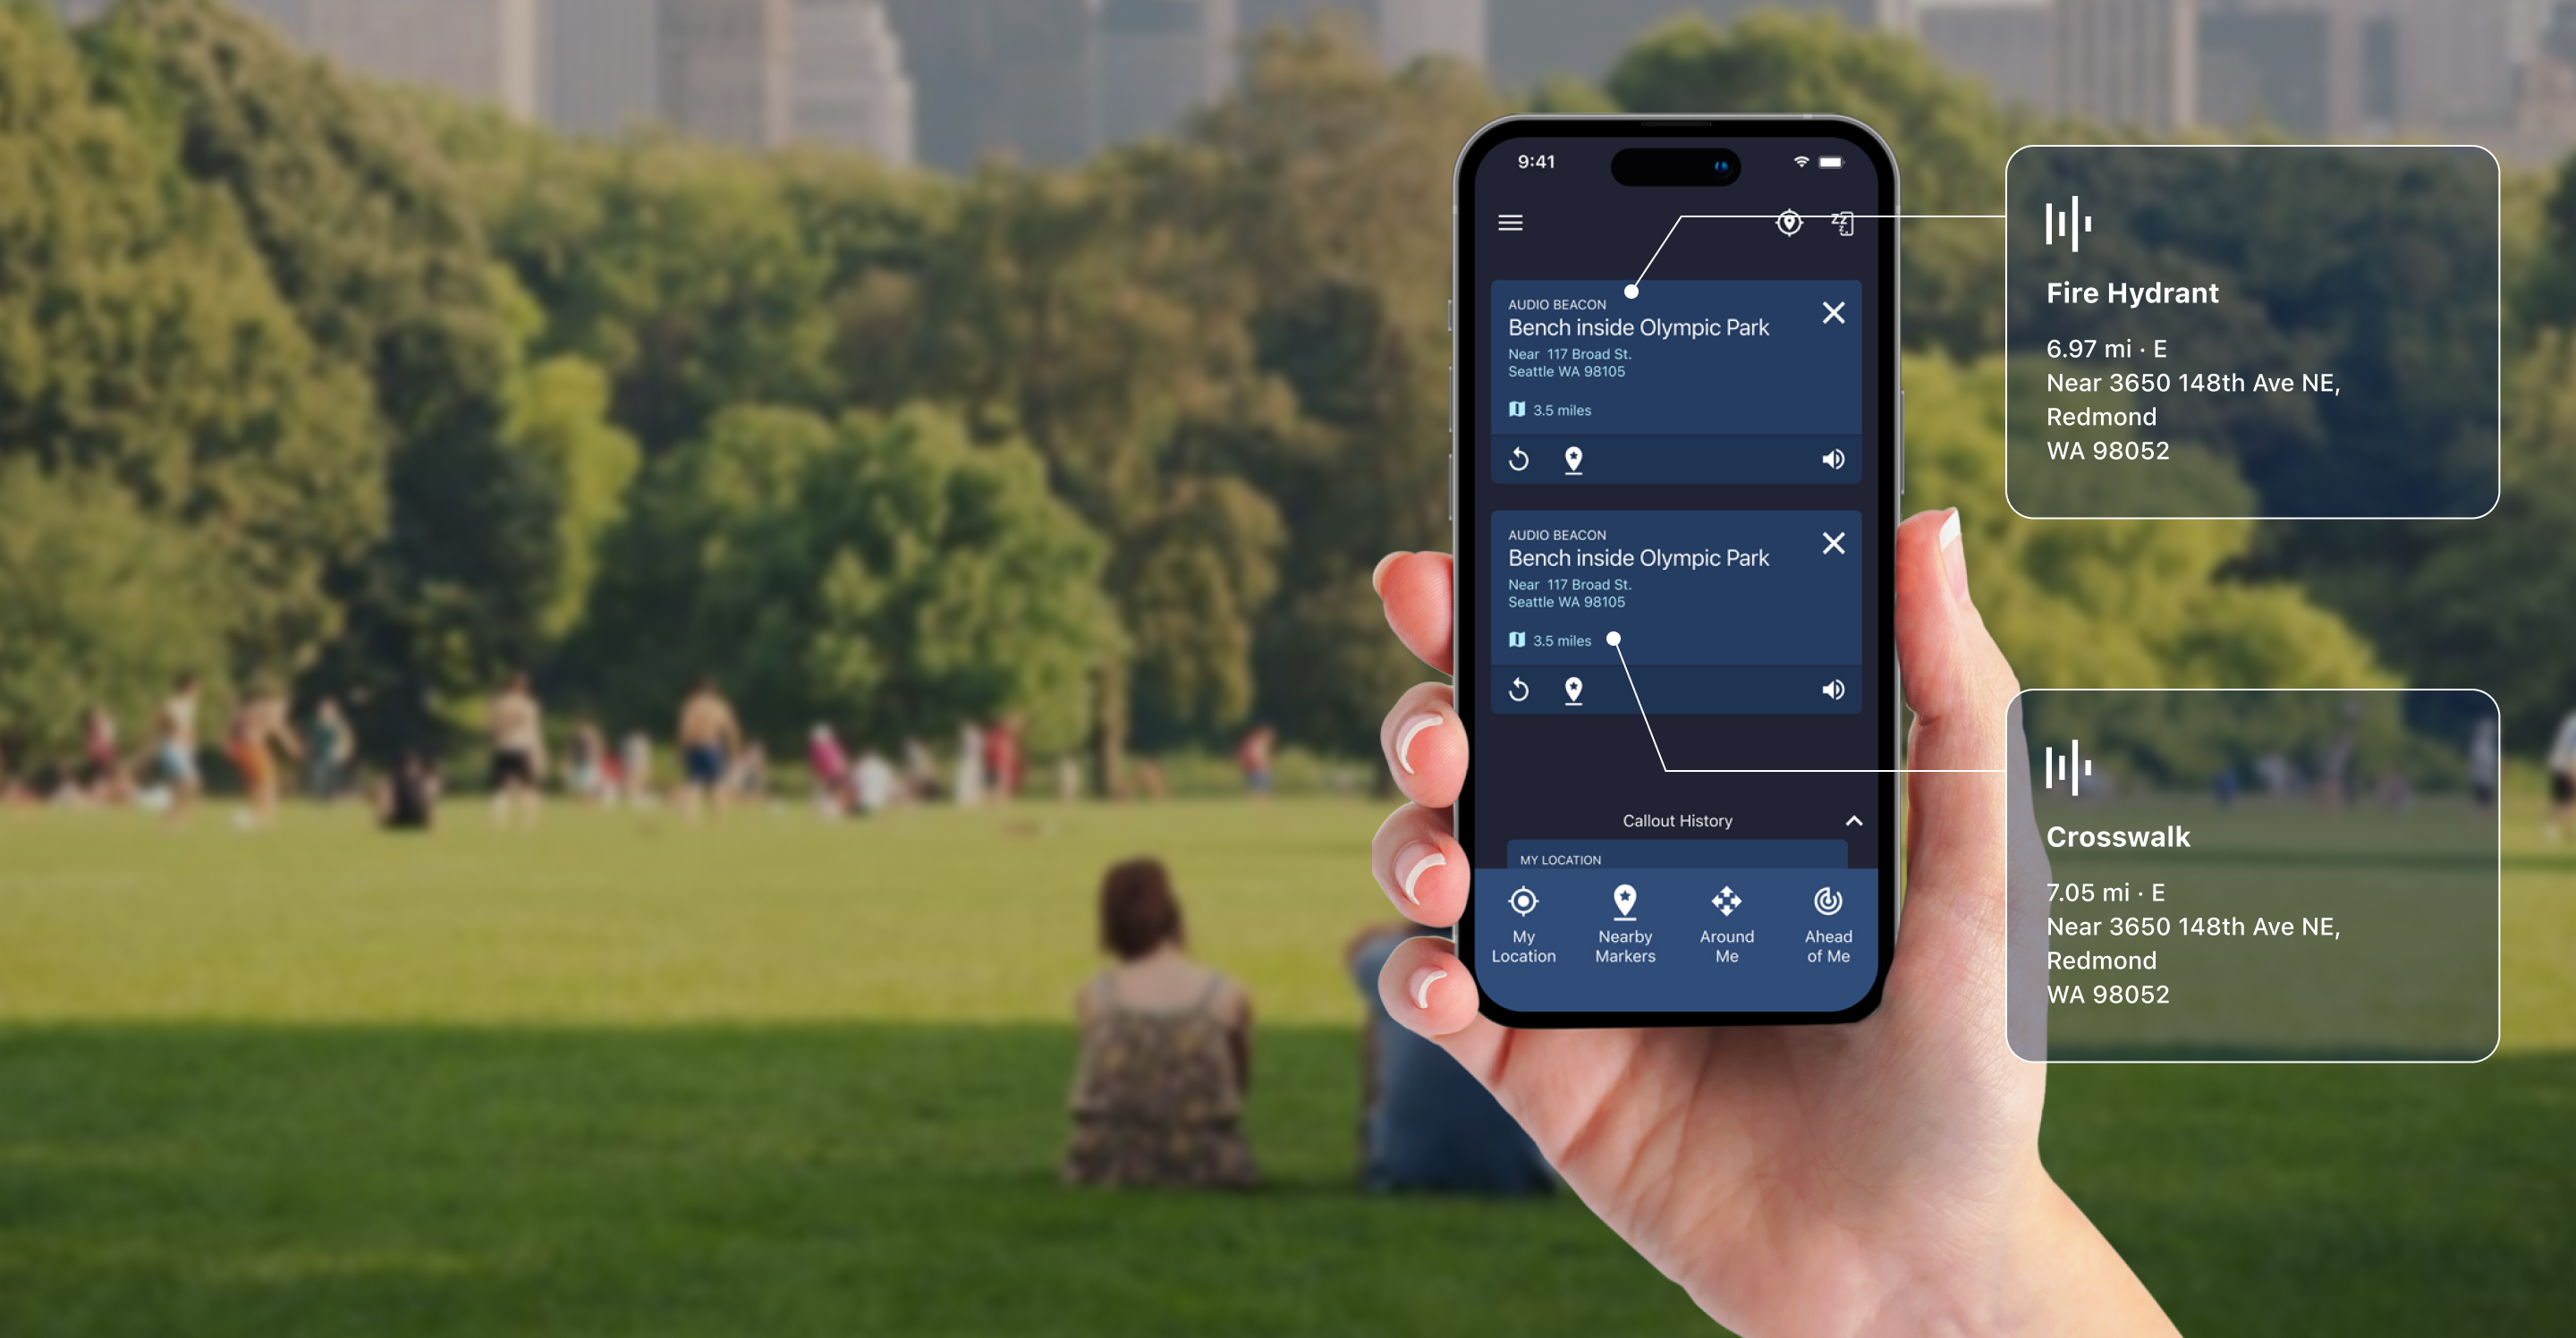 9:41
AUDIO BEACON
Bench inside Olympic Park
Near 117 Broad St.
Seattle WA 98105
3.5 miles
AUDIO BEACON
Bench inside Olympic Park
Near 117 Broad St.
Seattle WA 98105
3.5 miles
Callout History
MY LOCATION
My
Location
Nearby
Markers
Around
Me
Ahead
of Me
Fire Hydrant
6.97 mi · E
Near 3650 148th Ave NE,
Redmond
WA 98052
Crosswalk
7.05 mi · E
Near 3650 148th Ave NE,
Redmond
WA 98052